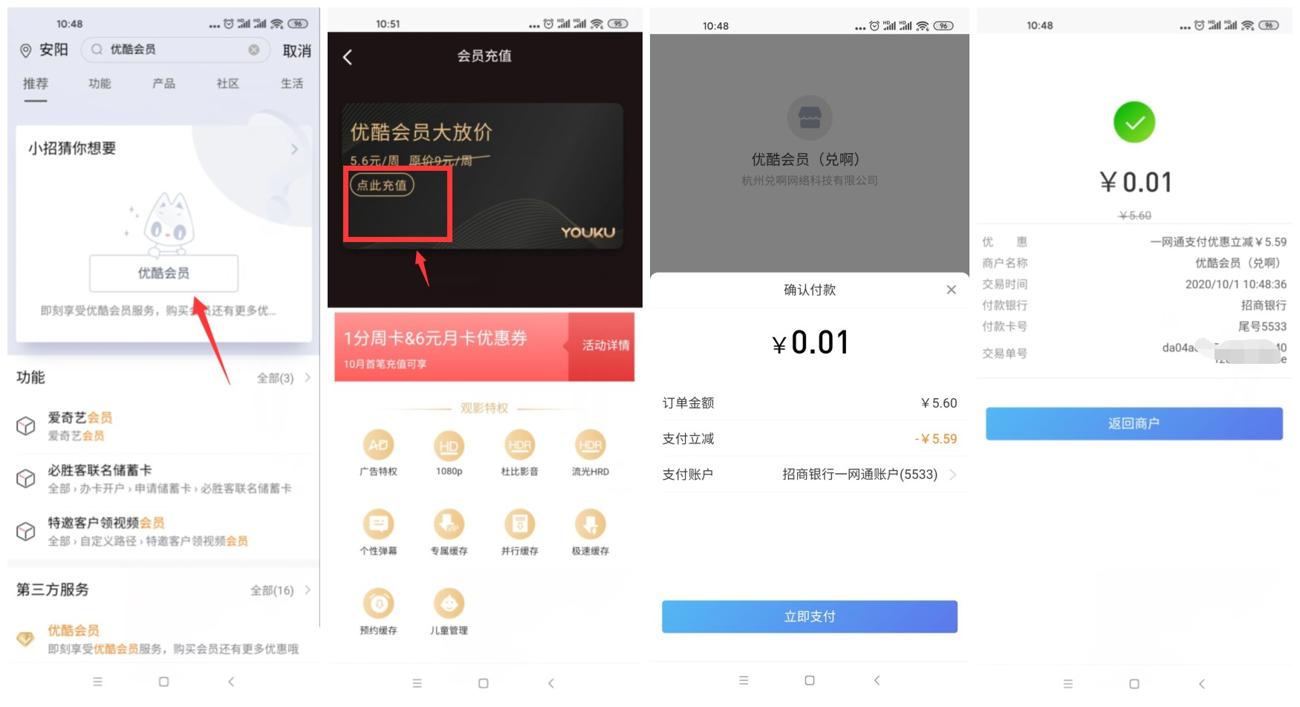 10:48
96
安阳
优酷会员
取消
推荐
功能
产品
社区
生活
小招猜你想要
优酷会员
即刻享受优酷会员服务，购买会员还有更多优...
功能
全部(3)
爱奇艺会员
爱奇艺会员
必胜客联名储蓄卡
全部 › 办卡开户 › 申请储蓄卡 › 必胜客联名储蓄卡
特邀客户领视频会员
全部 › 自定义路径 › 特邀客户领视频会员
第三方服务
全部(16)
优酷会员
即刻享受优酷会员服务，购买会员还有更多优惠哦
10:51
95
会员充值
优酷会员大放价
5.6元/周 原价9元/周
点此充值
YOUKU
1分周卡&6元月卡优惠券
10月首笔充值可享
活动详情
观影特权
AD
HD
HDR
HDR
广告特权
1080p
杜比影音
流光HRD
个性弹幕
专属缓存
并行缓存
极速缓存
预约缓存
儿童管理
10:48
96
优酷会员（兑啊）
杭州兑啊网络科技有限公司
确认付款
￥0.01
订单金额
￥5.60
支付立减
-￥5.59
支付账户
招商银行一网通账户(5533)
立即支付
10:48
96
￥0.01
￥5.60
优 惠
一网通支付优惠立减￥5.59
商户名称
优酷会员（兑啊）
交易时间
2020/10/1 10:48:36
付款银行
招商银行
付款卡号
尾号5533
交易单号
返回商户